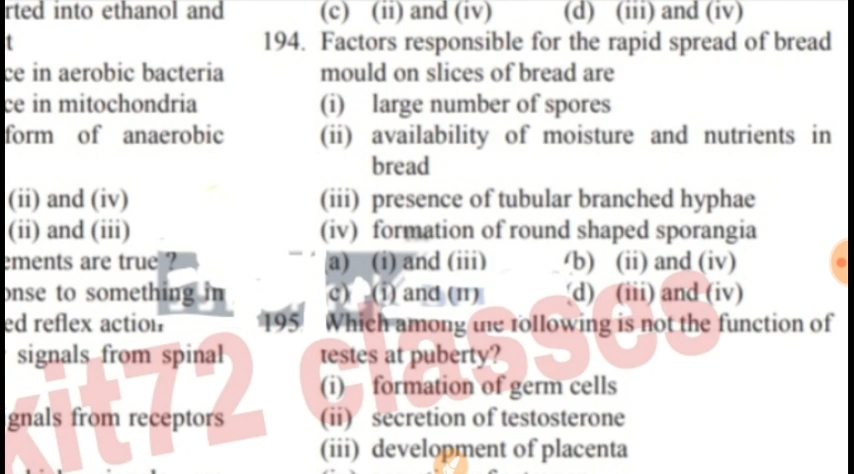 rted into ethanol and
t
ce in aerobic bacteria
ce in mitochondria
form of anaerobic
(ii) and (iv)
(ii) and (iii)
ements are true ?
onse to something in
ed reflex action
signals from spinal
gnals from receptors
(c) (ii) and (iv) (d) (iii) and (iv)
194. Factors responsible for the rapid spread of bread
mould on slices of bread are
(i) large number of spores
(ii) availability of moisture and nutrients in
bread
(iii) presence of tubular branched hyphae
(iv) formation of round shaped sporangia
a) (i) and (iii) (b) (ii) and (iv)
c) (i) and (ii) (d) (iii) and (iv)
195 Which among the following is not the function of
testes at puberty?
(i) formation of germ cells
(ii) secretion of testosterone
(iii) development of placenta
kit72 classes